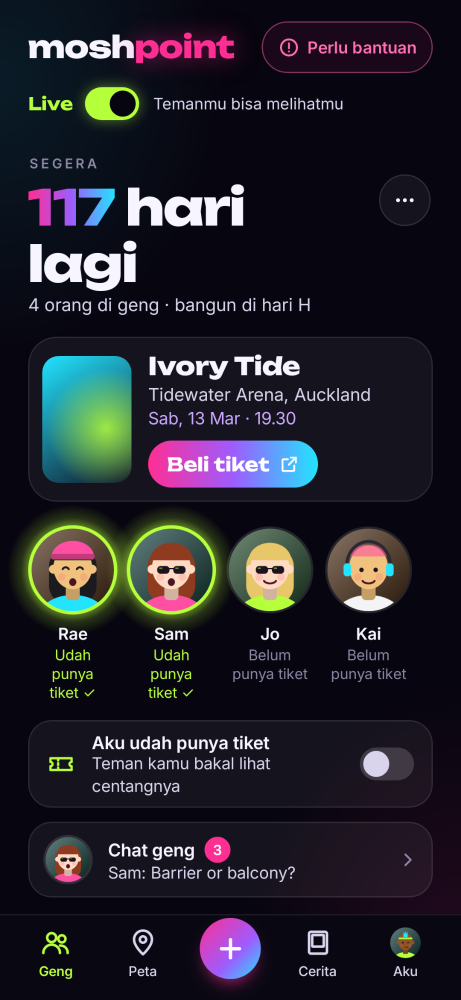 moshpoint
Perlu bantuan
Live
Temanmu bisa melihatmu
SEGERA
117 hari
lagi
4 orang di geng · bangun di hari H
Ivory Tide
Tidewater Arena, Auckland
Sab, 13 Mar · 19.30
Beli tiket
Rae
Udah
punya
tiket ✓
Sam
Udah
punya
tiket ✓
Jo
Belum
punya tiket
Kai
Belum
punya tiket
Aku udah punya tiket
Teman kamu bakal lihat
centangnya
Chat geng 3
Sam: Barrier or balcony?
Geng
Peta
Cerita
Aku